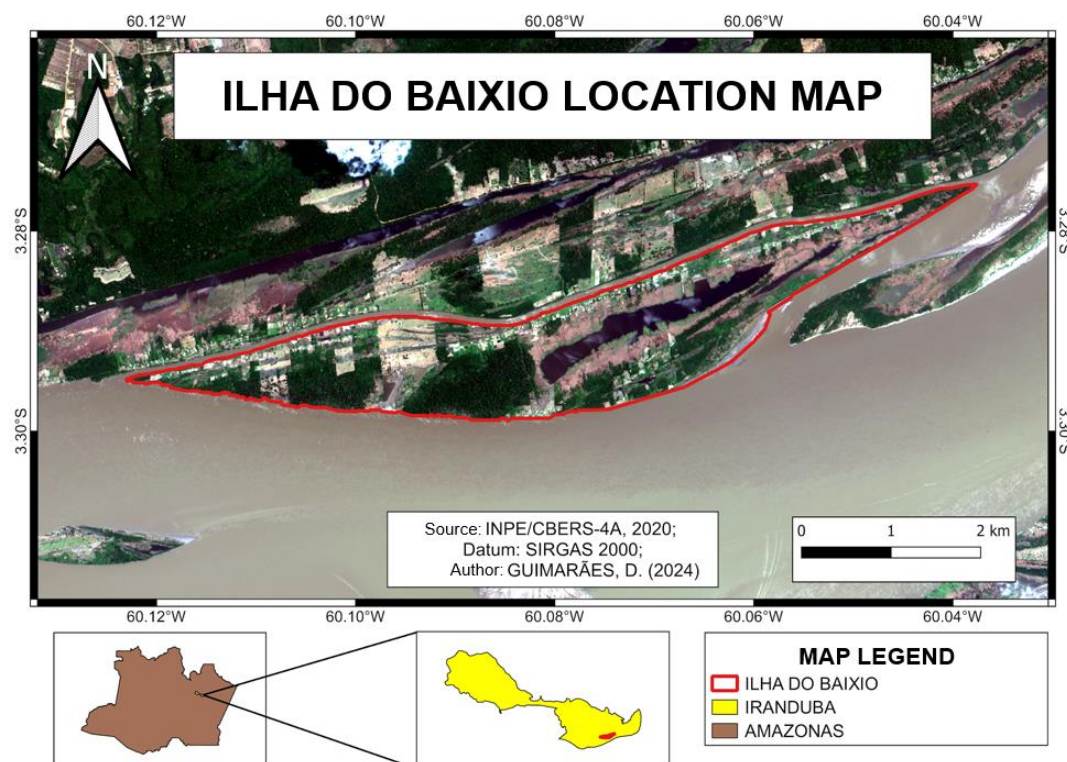 60.12°W 60.10°W 60.08°W 60.06°W 60.04°W
N
ILHA DO BAIXIO LOCATION MAP
3.28°S 3.28°S
3.30°S 3.30°S
Source: INPE/CBERS-4A, 2020;
Datum: SIRGAS 2000;
Author: GUIMARÃES, D. (2024)
0 1 2 km
60.12°W 60.10°W 60.08°W 60.06°W 60.04°W
MAP LEGEND
ILHA DO BAIXIO
IRANDUBA
AMAZONAS